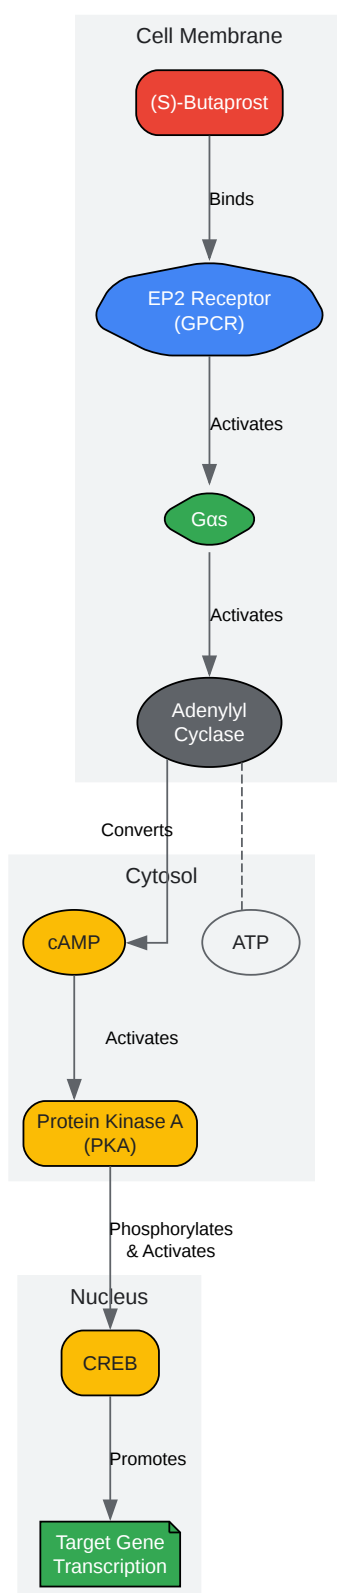 Cell Membrane
(S)-Butaprost
Binds
EP2 Receptor
(GPCR)
Activates
Gαs
Activates
Adenylyl
Cyclase
Converts
Cytosol
cAMP
ATP
Activates
Protein Kinase A
(PKA)
Phosphorylates
& Activates
Nucleus
CREB
Promotes
Target Gene
Transcription